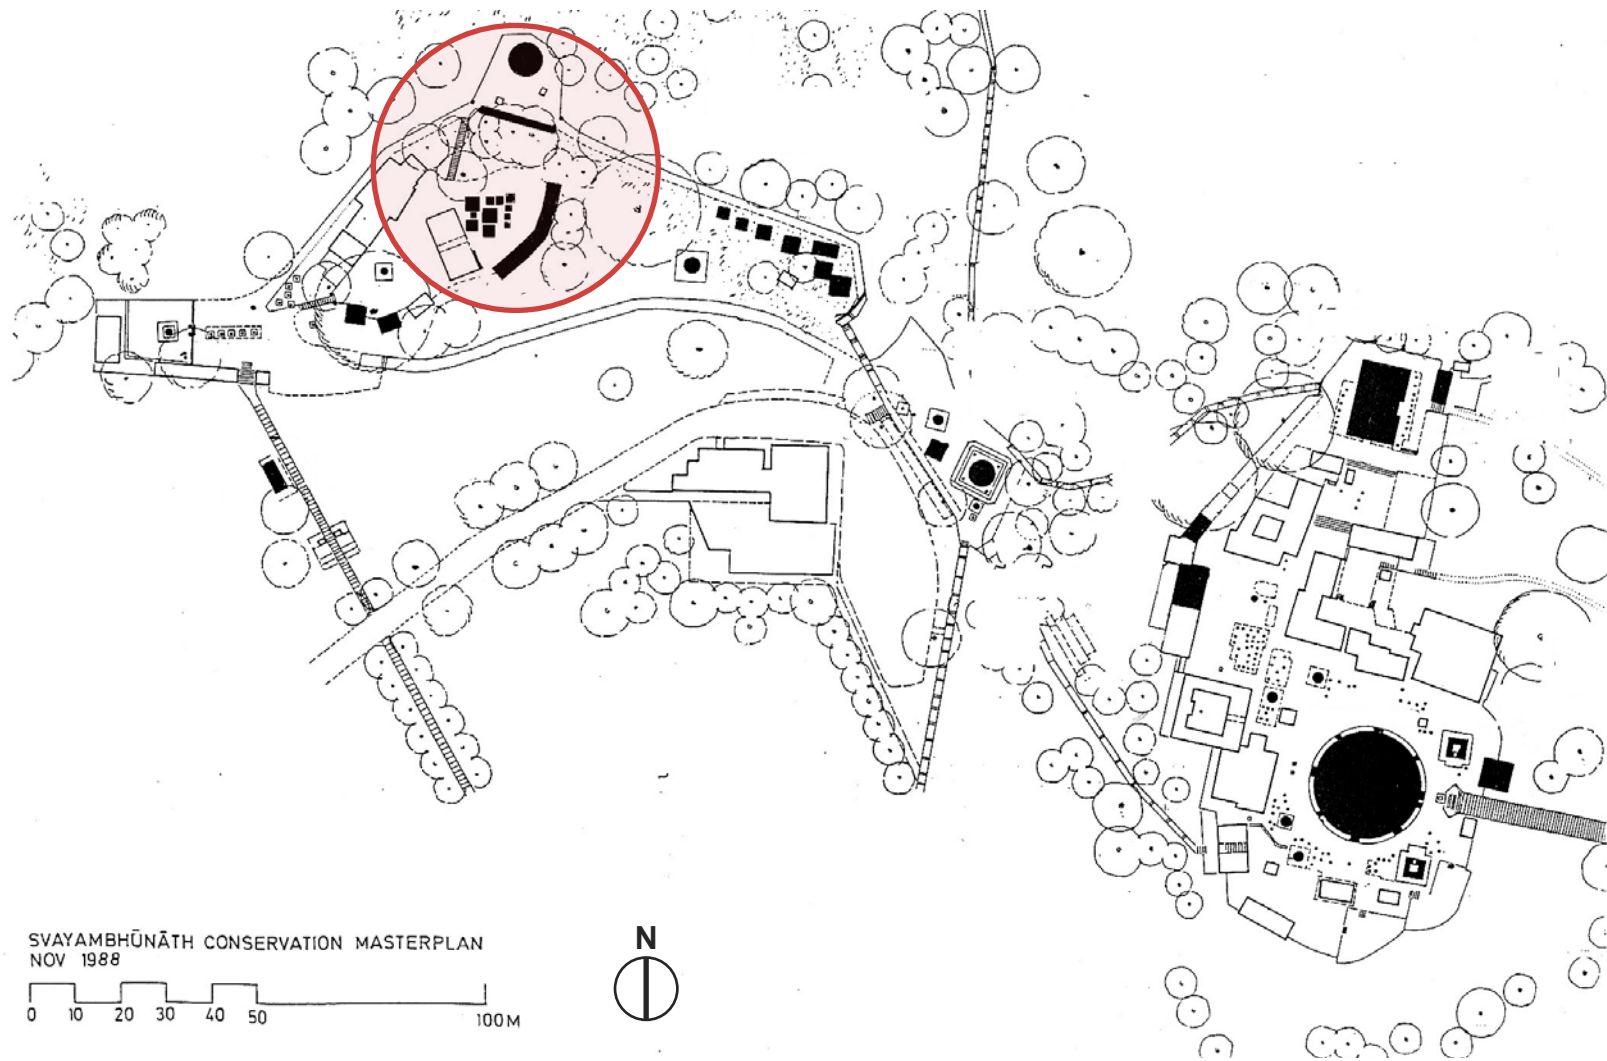 SVAYAMBHŪNĀTH CONSERVATION MASTERPLAN
NOV 1988
0 10 20 30 40 50 100M
N